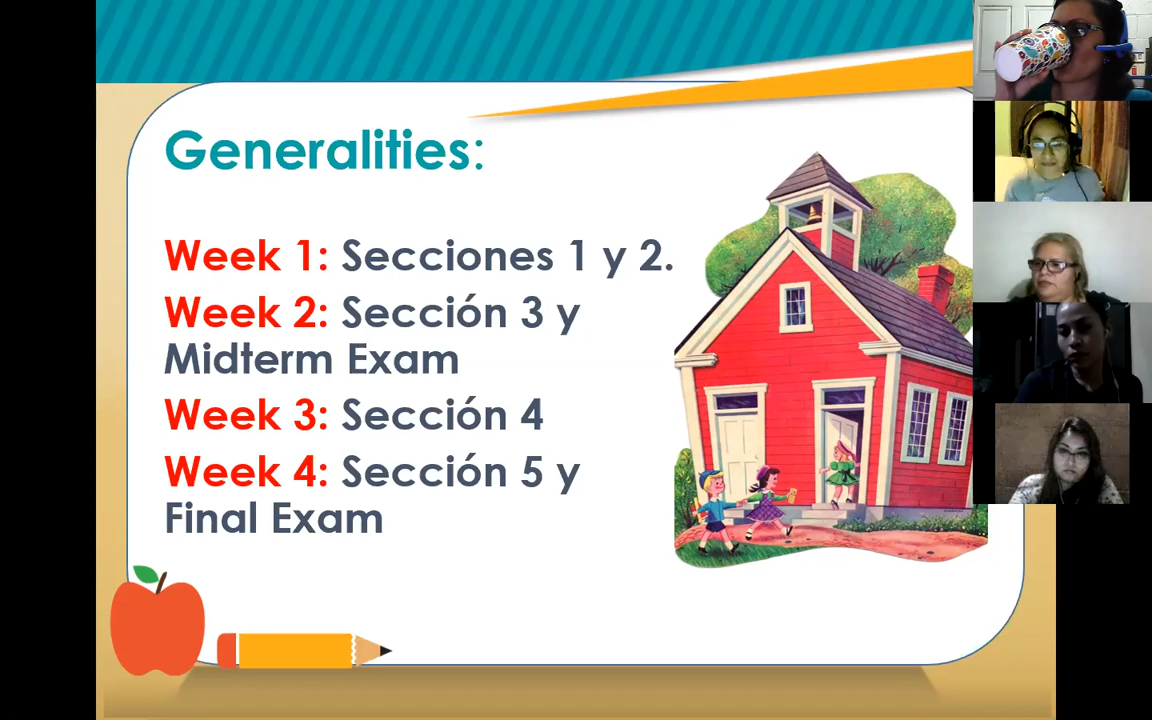 Generalities:
Week 1: Secciones 1 y 2.
Week 2: Sección 3 y
Midterm Exam
Week 3: Sección 4
Week 4: Sección 5 y
Final Exam